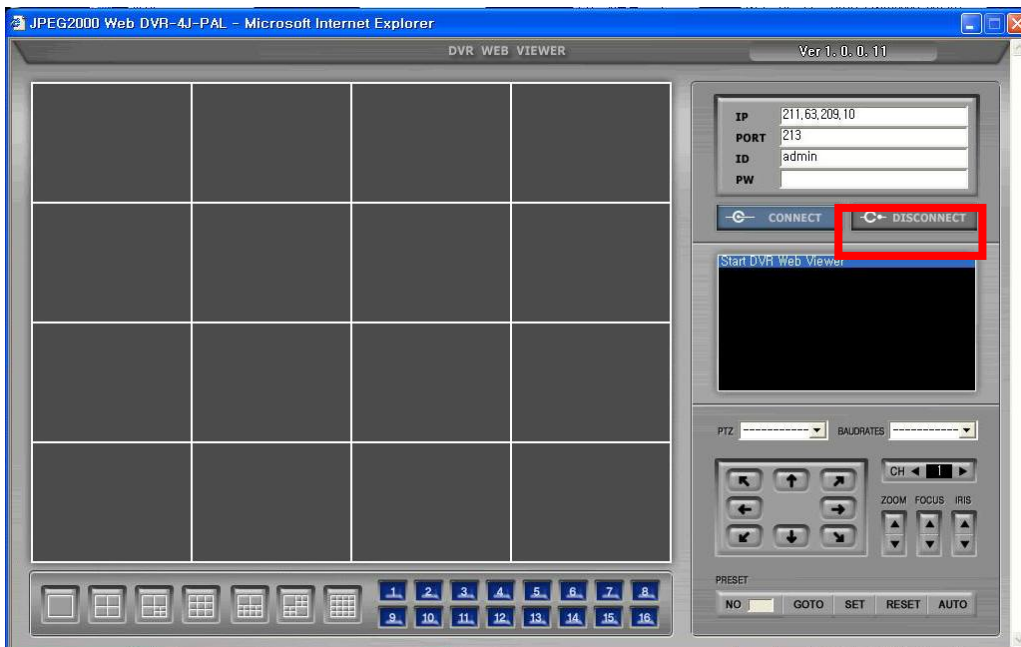 JPEG2000 Web DVR-4J-PAL - Microsoft Internet Explorer
DVR WEB VIEWER
Ver 1. 0. 0. 11
IP 211,63,209,10
PORT 213
ID admin
PW
CONNECT DISCONNECT
Start DVR Web Viewer
PTZ ----------- BAUDRATES -----------
CH 1
ZOOM FOCUS IRIS
PRESET
NO GOTO SET RESET AUTO
1 2 3 4 5 6 7 8
9 10 11 12 13 14 15 16